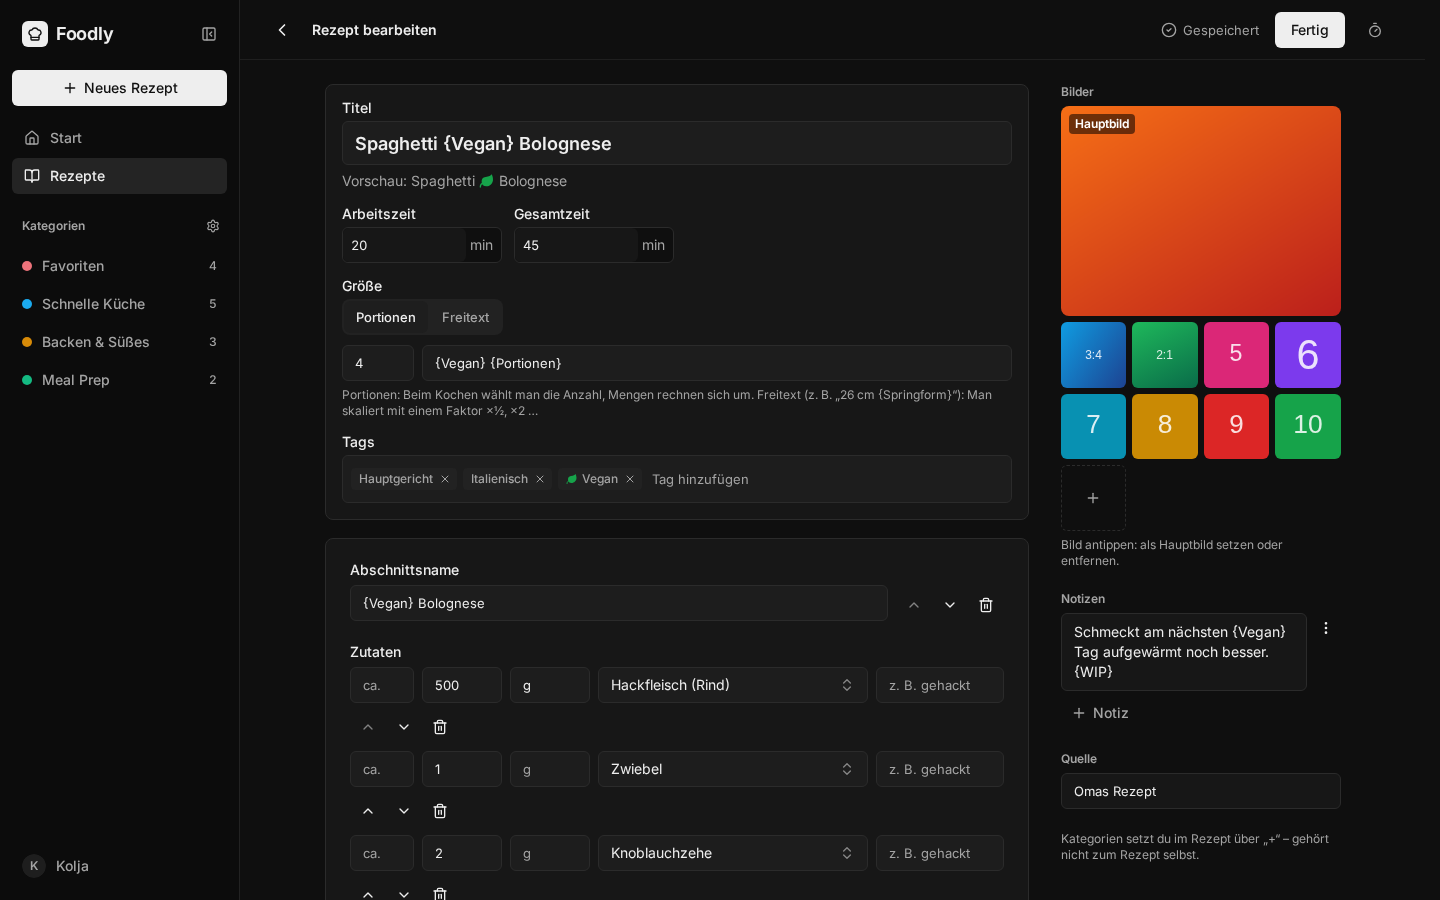 Foodly
Neues Rezept
Start
Rezepte
Kategorien
Favoriten 4
Schnelle Küche 5
Backen & Süßes 3
Meal Prep 2
K Kolja
Rezept bearbeiten
Gespeichert
Fertig
Titel
Spaghetti {Vegan} Bolognese
Vorschau: Spaghetti Bolognese
Arbeitszeit Gesamtzeit
20 min 45 min
Größe
Portionen Freitext
4 {Vegan} {Portionen}
Portionen: Beim Kochen wählt man die Anzahl, Mengen rechnen sich um. Freitext (z. B. „26 cm {Springform}“): Man
skaliert mit einem Faktor ×½, ×2 …
Tags
Hauptgericht Italienisch Vegan Tag hinzufügen
Abschnittsname
{Vegan} Bolognese
Zutaten
ca. 500 g Hackfleisch (Rind) z. B. gehackt
ca. 1 g Zwiebel z. B. gehackt
ca. 2 g Knoblauchzehe z. B. gehackt
Bilder
Hauptbild
3:4 2:1 5 6
7 8 9 10
Bild antippen: als Hauptbild setzen oder
entfernen.
Notizen
Schmeckt am nächsten {Vegan}
Tag aufgewärmt noch besser.
{WIP}
Notiz
Quelle
Omas Rezept
Kategorien setzt du im Rezept über „+“ – gehört
nicht zum Rezept selbst.